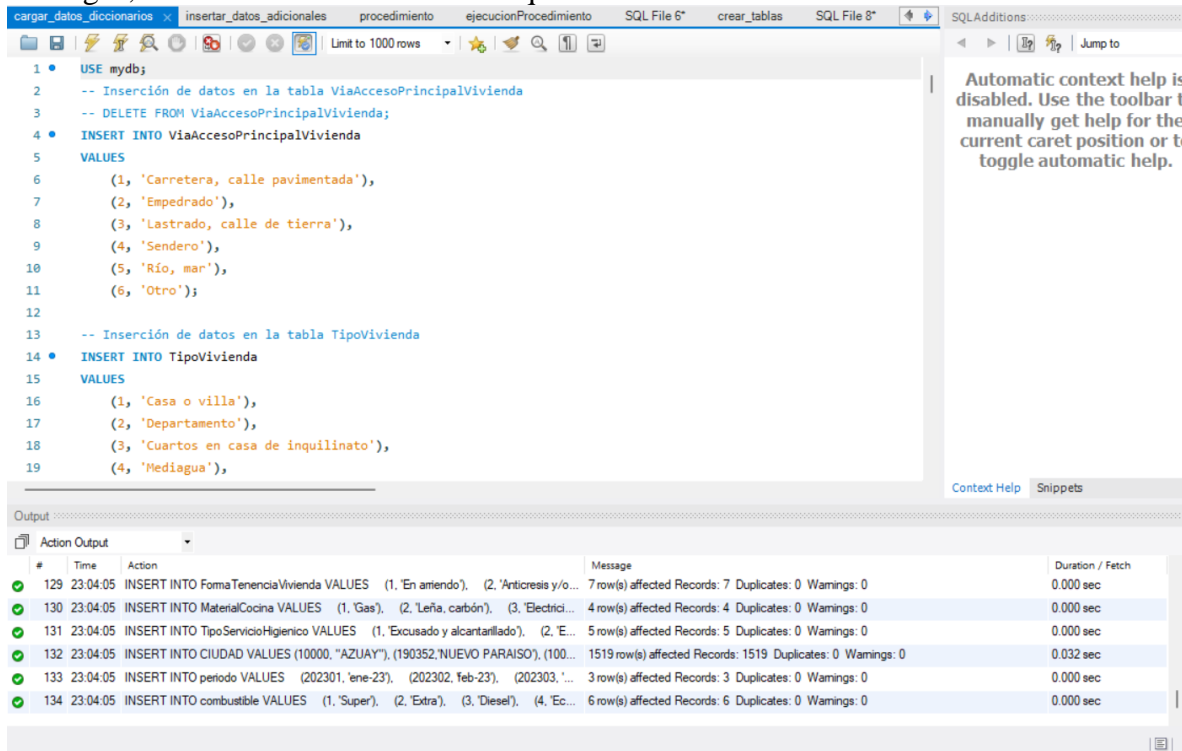 cargar_datos_diccionarios × insertar_datos_adicionales procedimiento ejecucionProcedimiento SQL File 6* crear_tablas SQL File 8*
Limit to 1000 rows
1 USE mydb;
2 -- Inserción de datos en la tabla ViaAccesoPrincipalVivienda
3 -- DELETE FROM ViaAccesoPrincipalVivienda;
4 INSERT INTO ViaAccesoPrincipalVivienda
5 VALUES
6 (1, 'Carretera, calle pavimentada'),
7 (2, 'Empedrado'),
8 (3, 'Lastrado, calle de tierra'),
9 (4, 'Sendero'),
10 (5, 'Río, mar'),
11 (6, 'Otro');
12
13 -- Inserción de datos en la tabla TipoVivienda
14 INSERT INTO TipoVivienda
15 VALUES
16 (1, 'Casa o villa'),
17 (2, 'Departamento'),
18 (3, 'Cuartos en casa de inquilinato'),
19 (4, 'Mediagua'),
SQLAdditions
Jump to
Automatic context help is
disabled. Use the toolbar t
manually get help for the
current caret position or to
toggle automatic help.
Context Help Snippets
Output
Action Output
# Time Action Message Duration / Fetch
129 23:04:05 INSERT INTO FormaTenenciaVivienda VALUES (1, 'En arriendo'), (2, 'Anticresis y/o... 7 row(s) affected Records: 7 Duplicates: 0 Warnings: 0 0.000 sec
130 23:04:05 INSERT INTO MaterialCocina VALUES (1, 'Gas'), (2, 'Leña, carbón'), (3, 'Electrici... 4 row(s) affected Records: 4 Duplicates: 0 Warnings: 0 0.000 sec
131 23:04:05 INSERT INTO TipoServicioHigienico VALUES (1, 'Excusado y alcantarillado'), (2, 'E... 5 row(s) affected Records: 5 Duplicates: 0 Warnings: 0 0.000 sec
132 23:04:05 INSERT INTO CIUDAD VALUES (10000, "AZUAY"), (190352,'NUEVO PARAISO'), (100... 1519 row(s) affected Records: 1519 Duplicates: 0 Warnings: 0 0.032 sec
133 23:04:05 INSERT INTO periodo VALUES (202301, 'ene-23'), (202302, 'feb-23'), (202303, '... 3 row(s) affected Records: 3 Duplicates: 0 Warnings: 0 0.000 sec
134 23:04:05 INSERT INTO combustible VALUES (1, 'Super'), (2, 'Extra'), (3, 'Diesel'), (4, 'Ec... 6 row(s) affected Records: 6 Duplicates: 0 Warnings: 0 0.000 sec